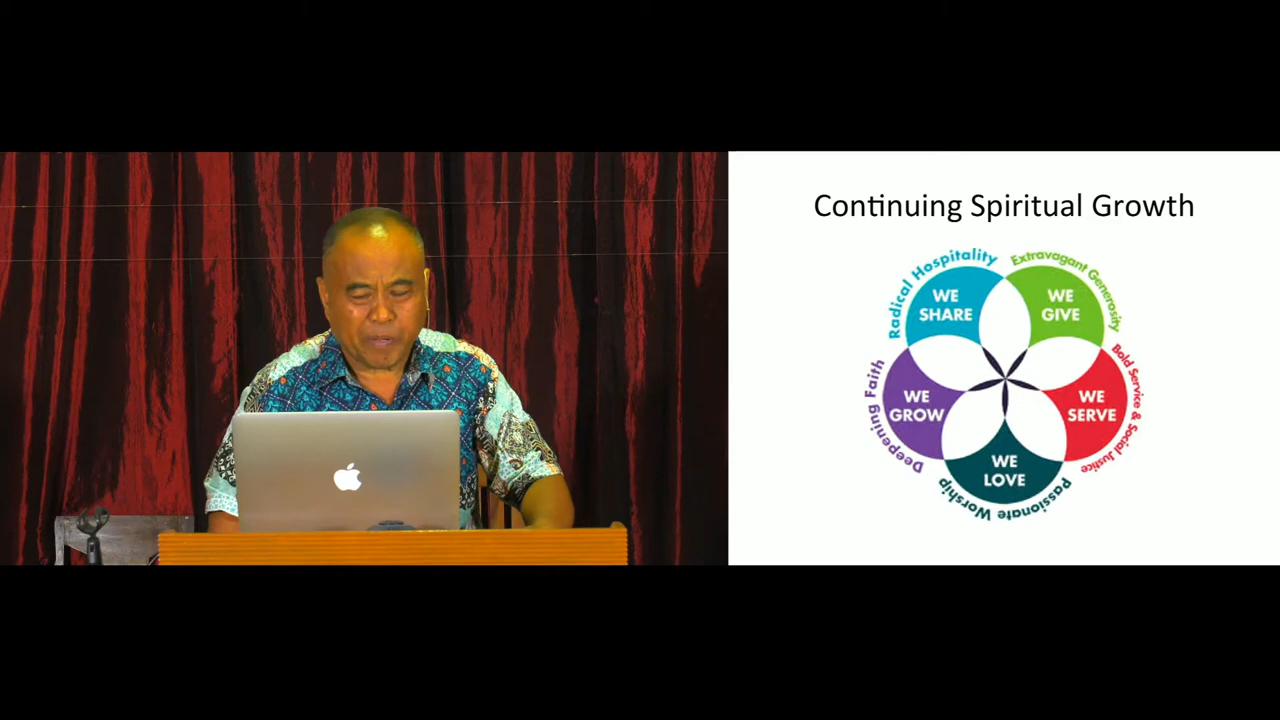 Continuing Spiritual Growth
Radical Hospitality
Extravagant Generosity
WE
SHARE
WE
GIVE
Deepening Faith
WE
GROW
WE
SERVE
Bold Service & Social Justice
WE
LOVE
Passionate Worship